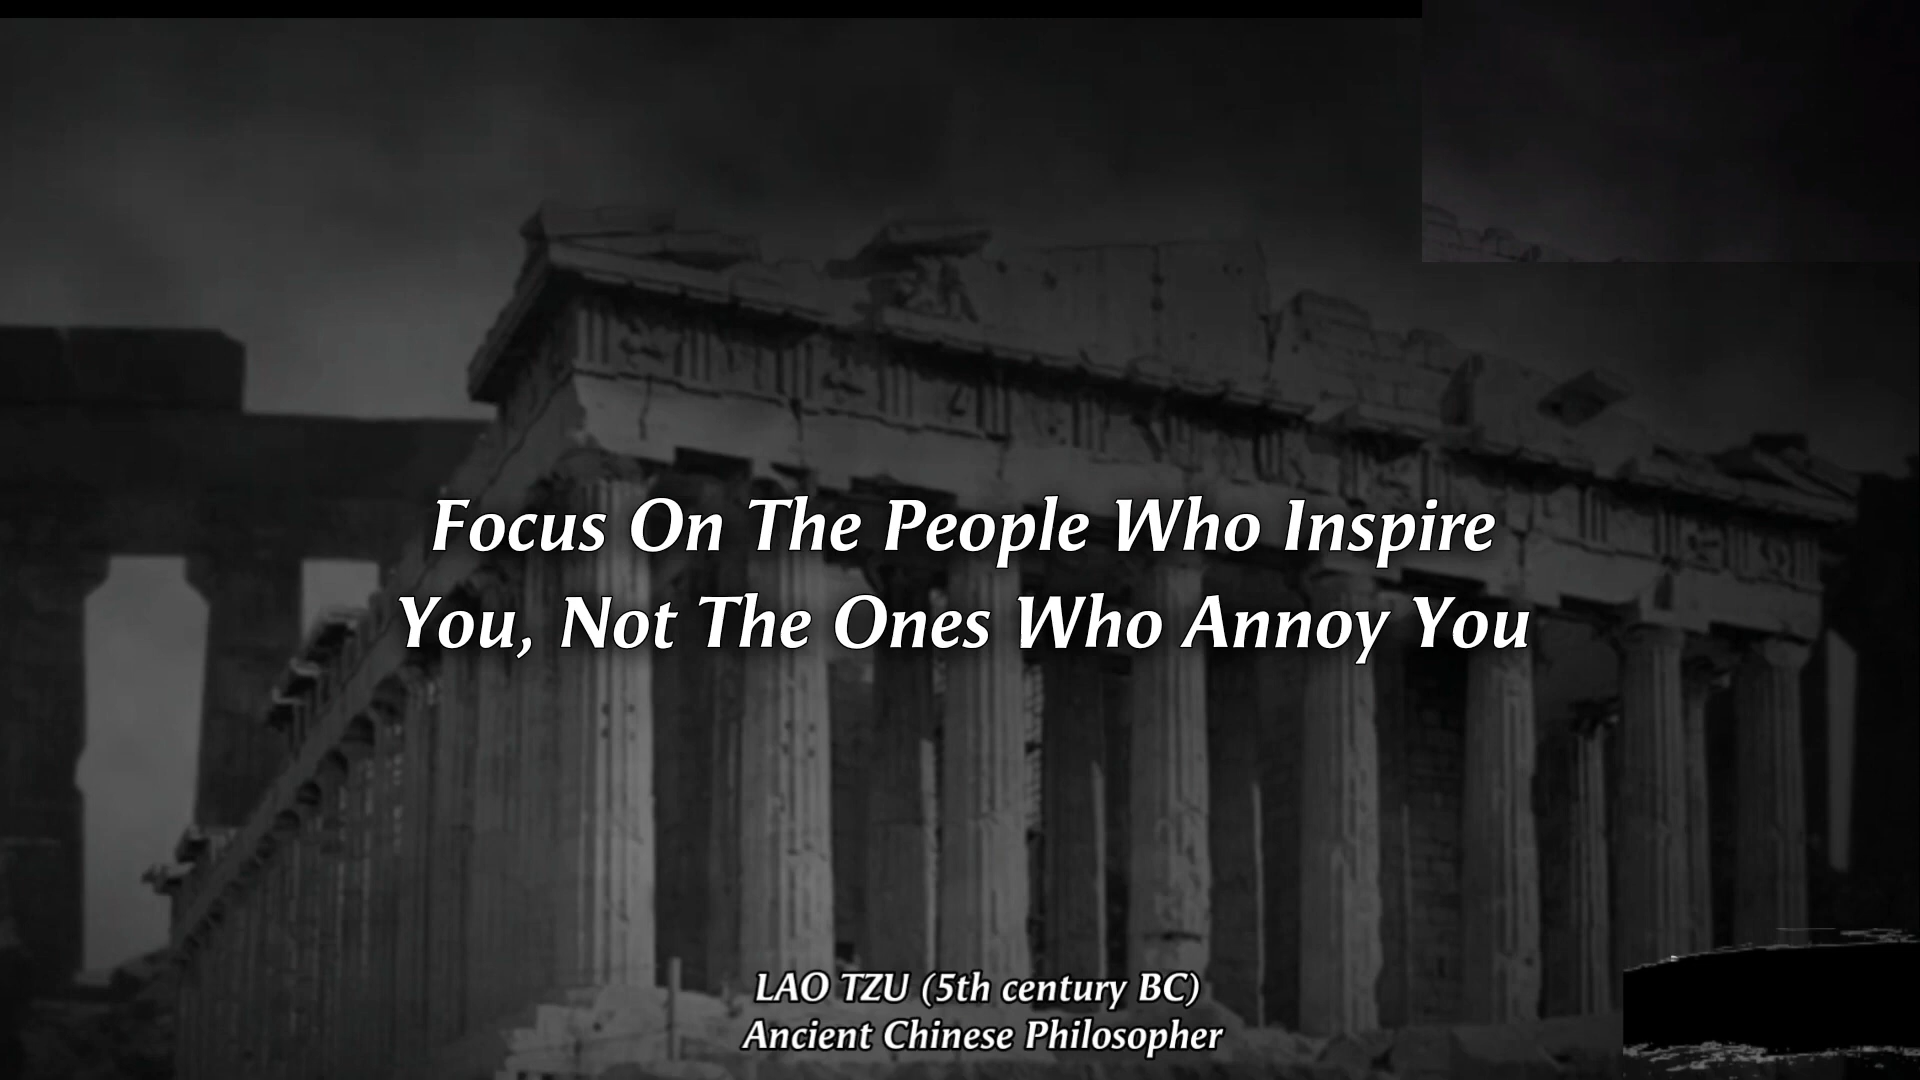 Focus On The People Who Inspire
You, Not The Ones Who Annoy You
LAO TZU (5th century BC)
Ancient Chinese Philosopher